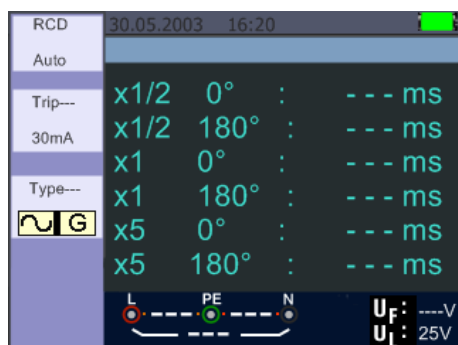 RCD
Auto
Trip---
30mA
Type---
G
30.05.2003 16:20
x1/2 0° : - - - ms
x1/2 180° : - - - ms
x1 0° : - - - ms
x1 180° : - - - ms
x5 0° : - - - ms
x5 180° : - - - ms
L PE N
---
UF: ----V
UL: 25V